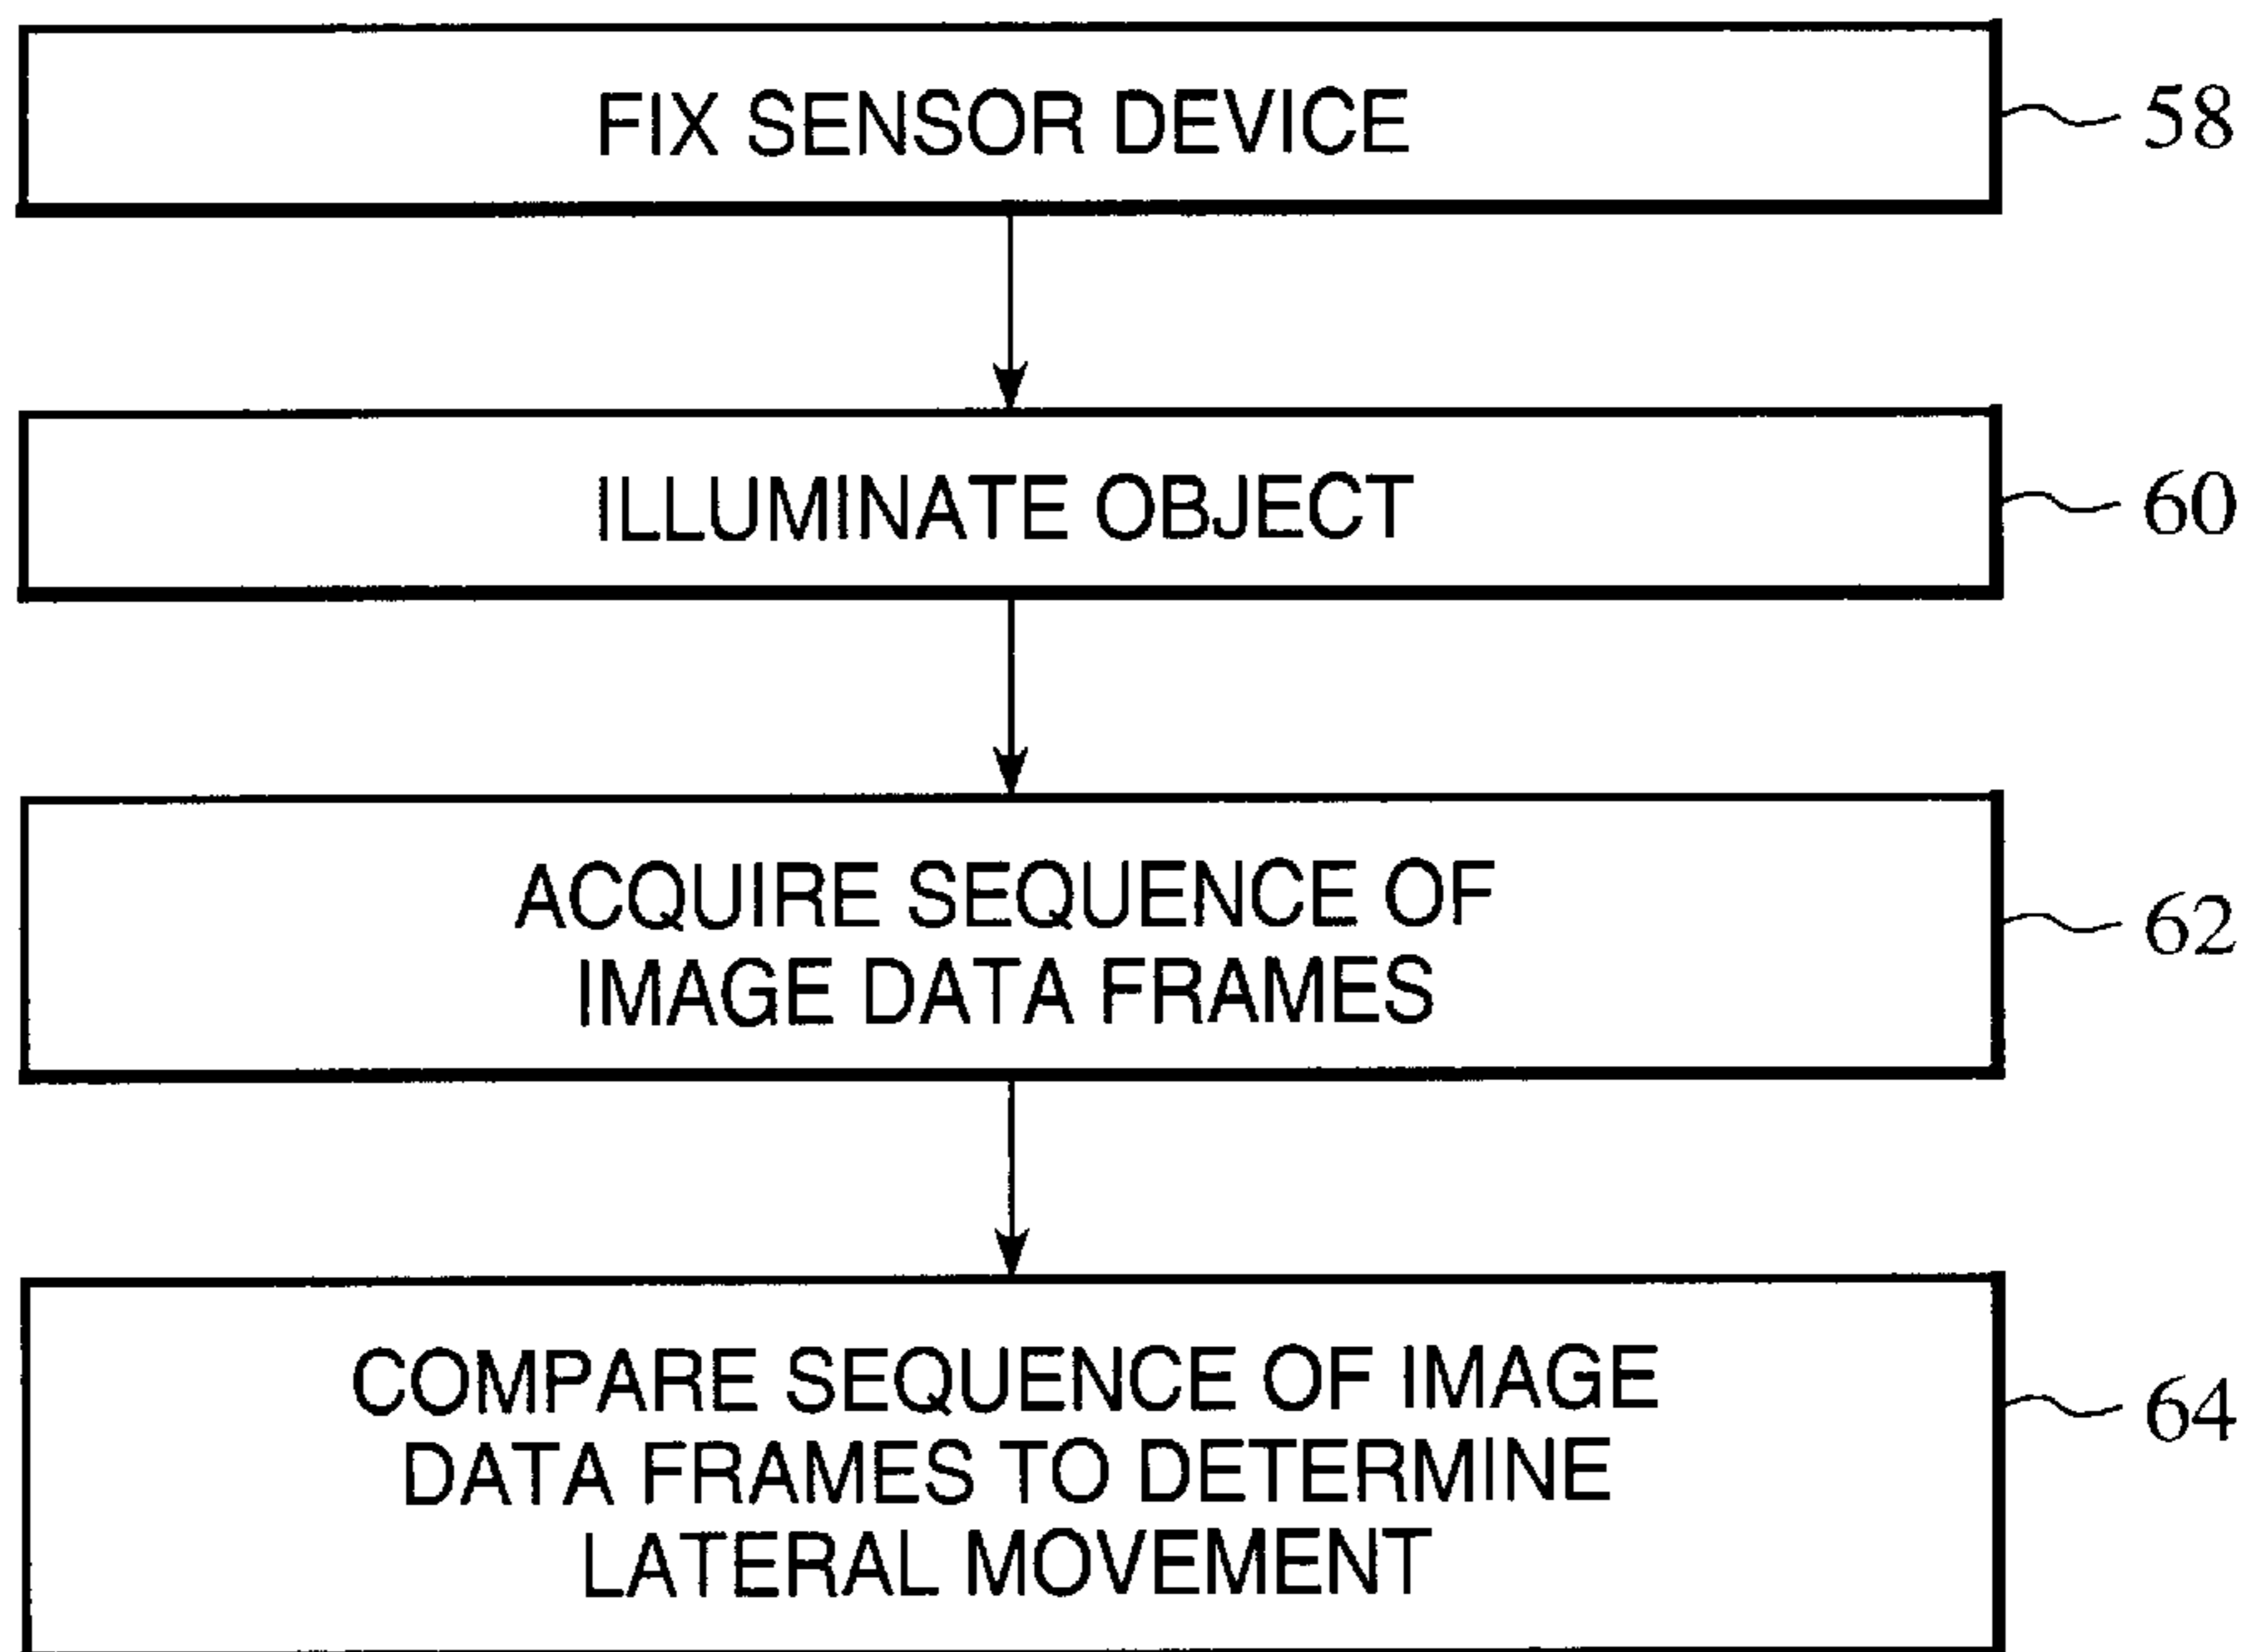 FIX SENSOR DEVICE
58
ILLUMINATE OBJECT
60
ACQUIRE SEQUENCE OF
IMAGE DATA FRAMES
62
COMPARE SEQUENCE OF IMAGE
DATA FRAMES TO DETERMINE
LATERAL MOVEMENT
64